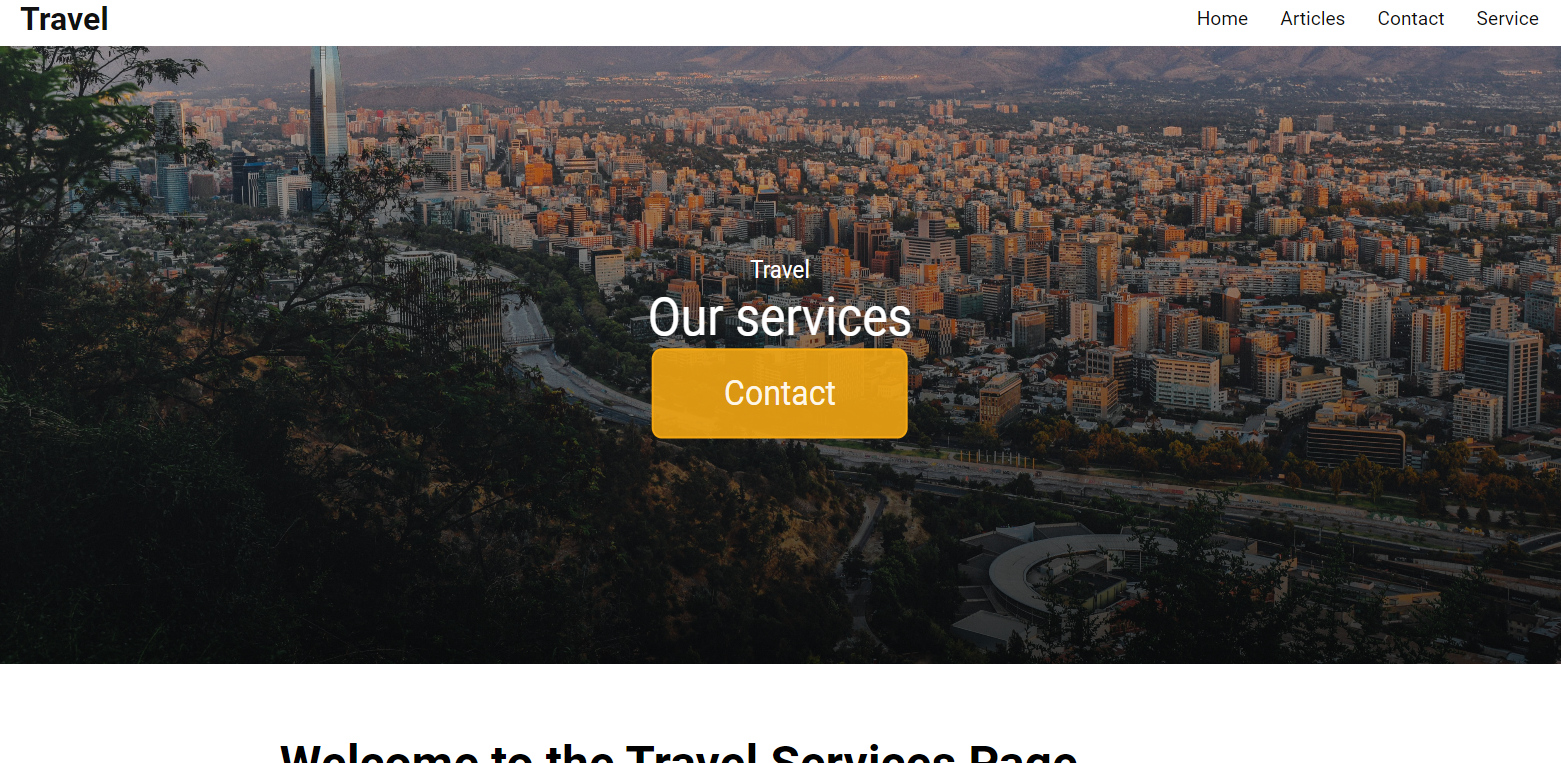 Travel
Home Articles Contact Service
Travel
Our services
Contact
Welcome to the Travel Services Page